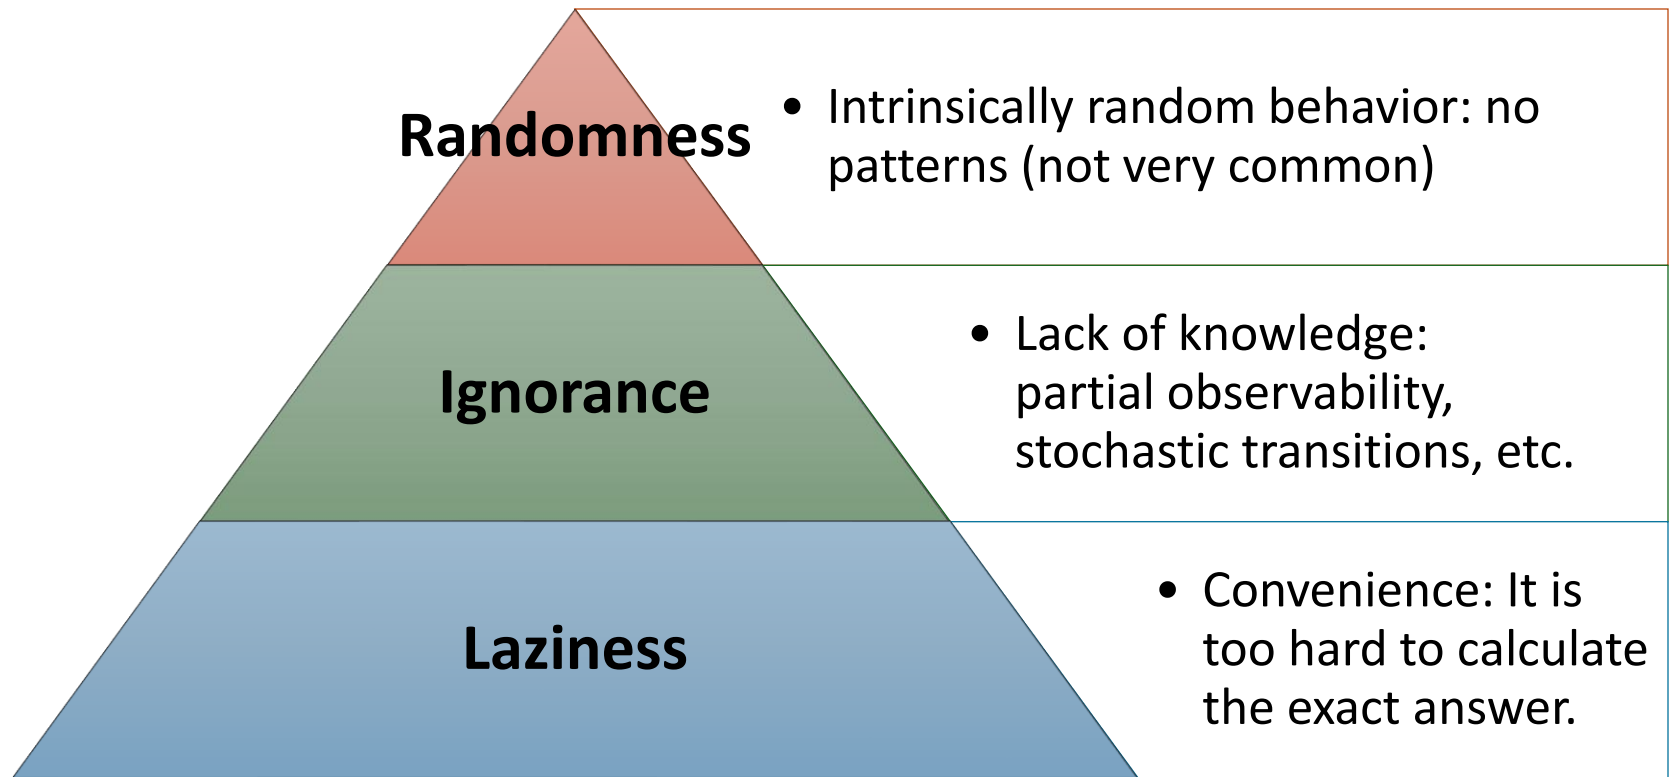 Randomness
• Intrinsically random behavior: no
patterns (not very common)
Ignorance
• Lack of knowledge:
partial observability,
stochastic transitions, etc.
Laziness
• Convenience: It is
too hard to calculate
the exact answer.